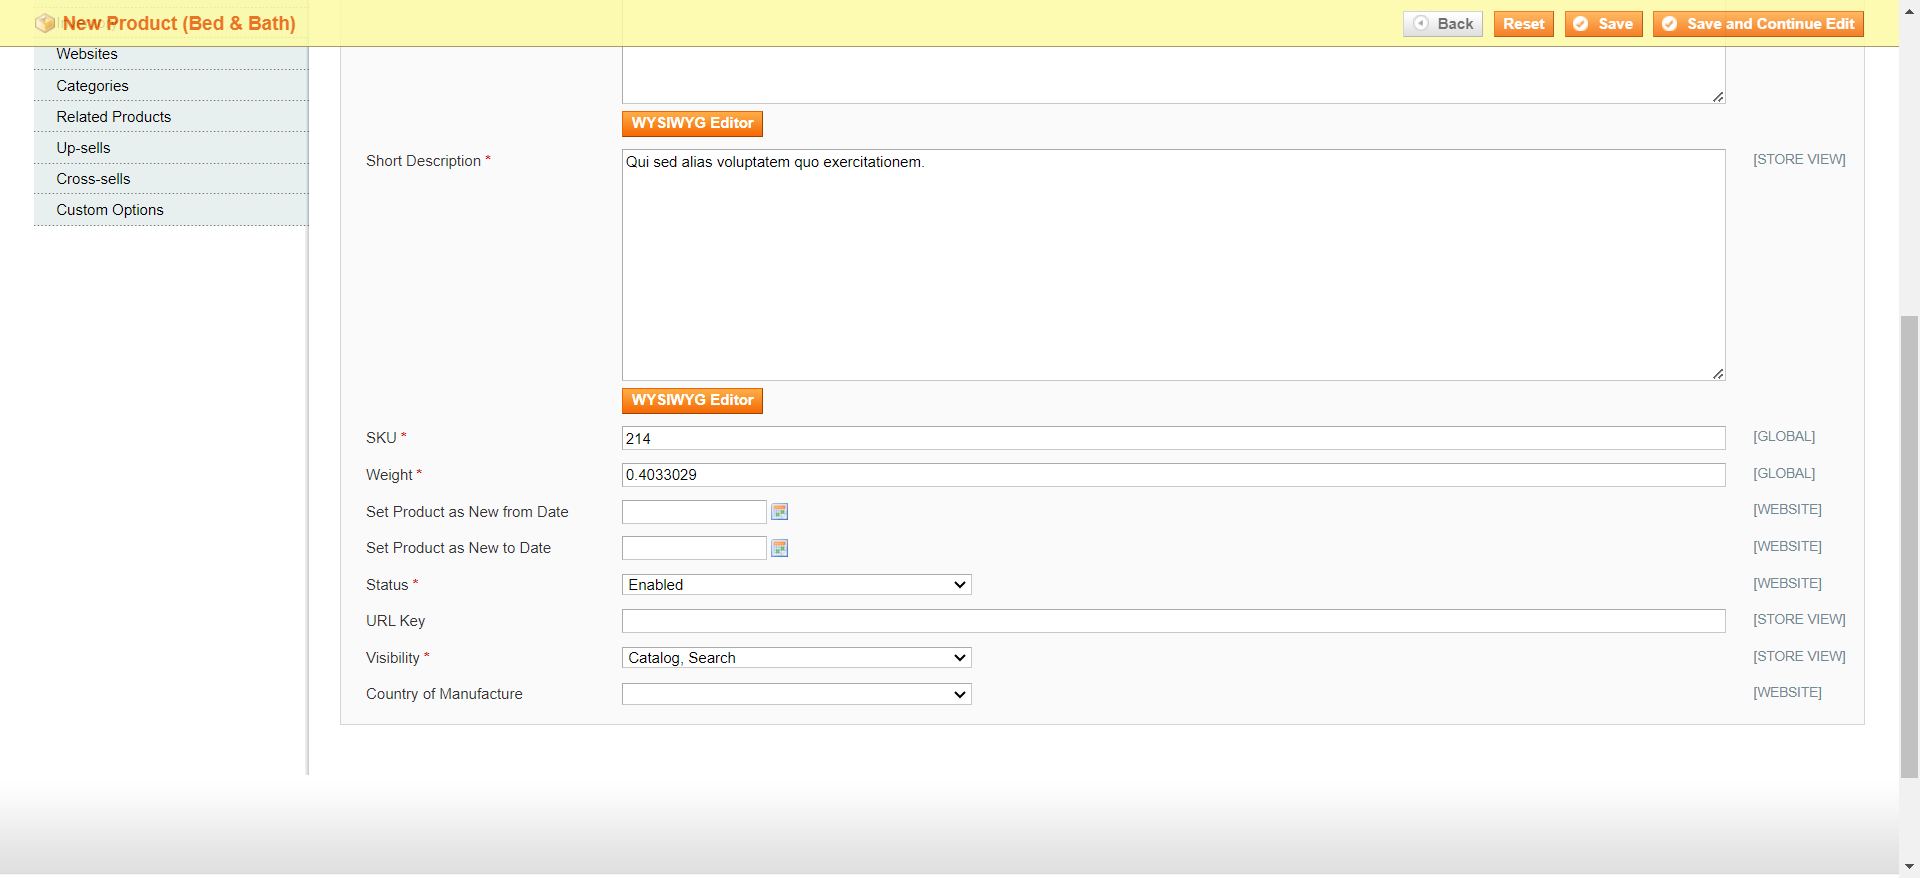 New Product (Bed & Bath)
Back
Reset
Save
Save and Continue Edit
Websites
Categories
Related Products
Up-sells
Cross-sells
Custom Options
WYSIWYG Editor
Short Description *
Qui sed alias voluptatem quo exercitationem.
[STORE VIEW]
WYSIWYG Editor
SKU *
214
[GLOBAL]
Weight *
0.4033029
[GLOBAL]
Set Product as New from Date
[WEBSITE]
Set Product as New to Date
[WEBSITE]
Status *
Enabled
[WEBSITE]
URL Key
[STORE VIEW]
Visibility *
Catalog, Search
[STORE VIEW]
Country of Manufacture
[WEBSITE]